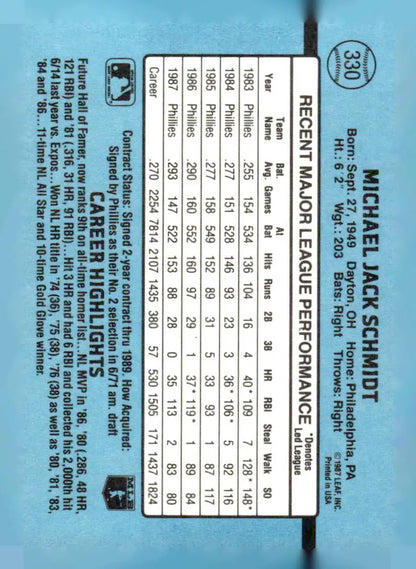 330
MICHAEL JACK SCHMIDT
Born: Sept. 27, 1949 Dayton, OH Home: Philadelphia, PA
Ht.: 6' 2" Wgt.: 203 Bats: Right Throws: Right
©1987 LEAF, INC.
Printed in USA
RECENT MAJOR LEAGUE PERFORMANCE *Denotes Led League
Year Team Name Bat. Avg. Games At Bat Hits Runs 2B 3B HR RBI Steal Walk SO
1983 Phillies .255 154 534 136 104 16 4 40* 109 7 128* 148*
1984 Phillies .277 151 528 146 93 23 3 36* 106* 5 92 116
1985 Phillies .277 158 549 152 89 31 5 33 93 1 87 117
1986 Phillies .290 160 552 160 97 29 1 37* 119* 1 89 84
1987 Phillies .293 147 522 153 88 28 0 35 113 2 83 80
Career .270 2254 7814 2107 1435 380 57 530 1505 171 1437 1824
Contract Status: Signed 2-year contract thru 1989. How Acquired:
Signed by Phillies as their No. 2 selection in 6/71 am. draft
MLB
CAREER HIGHLIGHTS
Future Hall of Famer, now ranks 9th on all-time homer list...NL MVP in '86, '80 (.286, 48 HR,
121 RBI) and '81 (.316, 31 HR, 91 RBI)...Hit 3 HR and had 6 RBI and collected his 2,000th hit
6/14 last year vs. Expos...Won NL HR title in '74 (36), '75 (38), '76 (38) as well as '80, '81, '83,
'84 and '86...11-time NL All Star and 10-time Gold Glove winner.